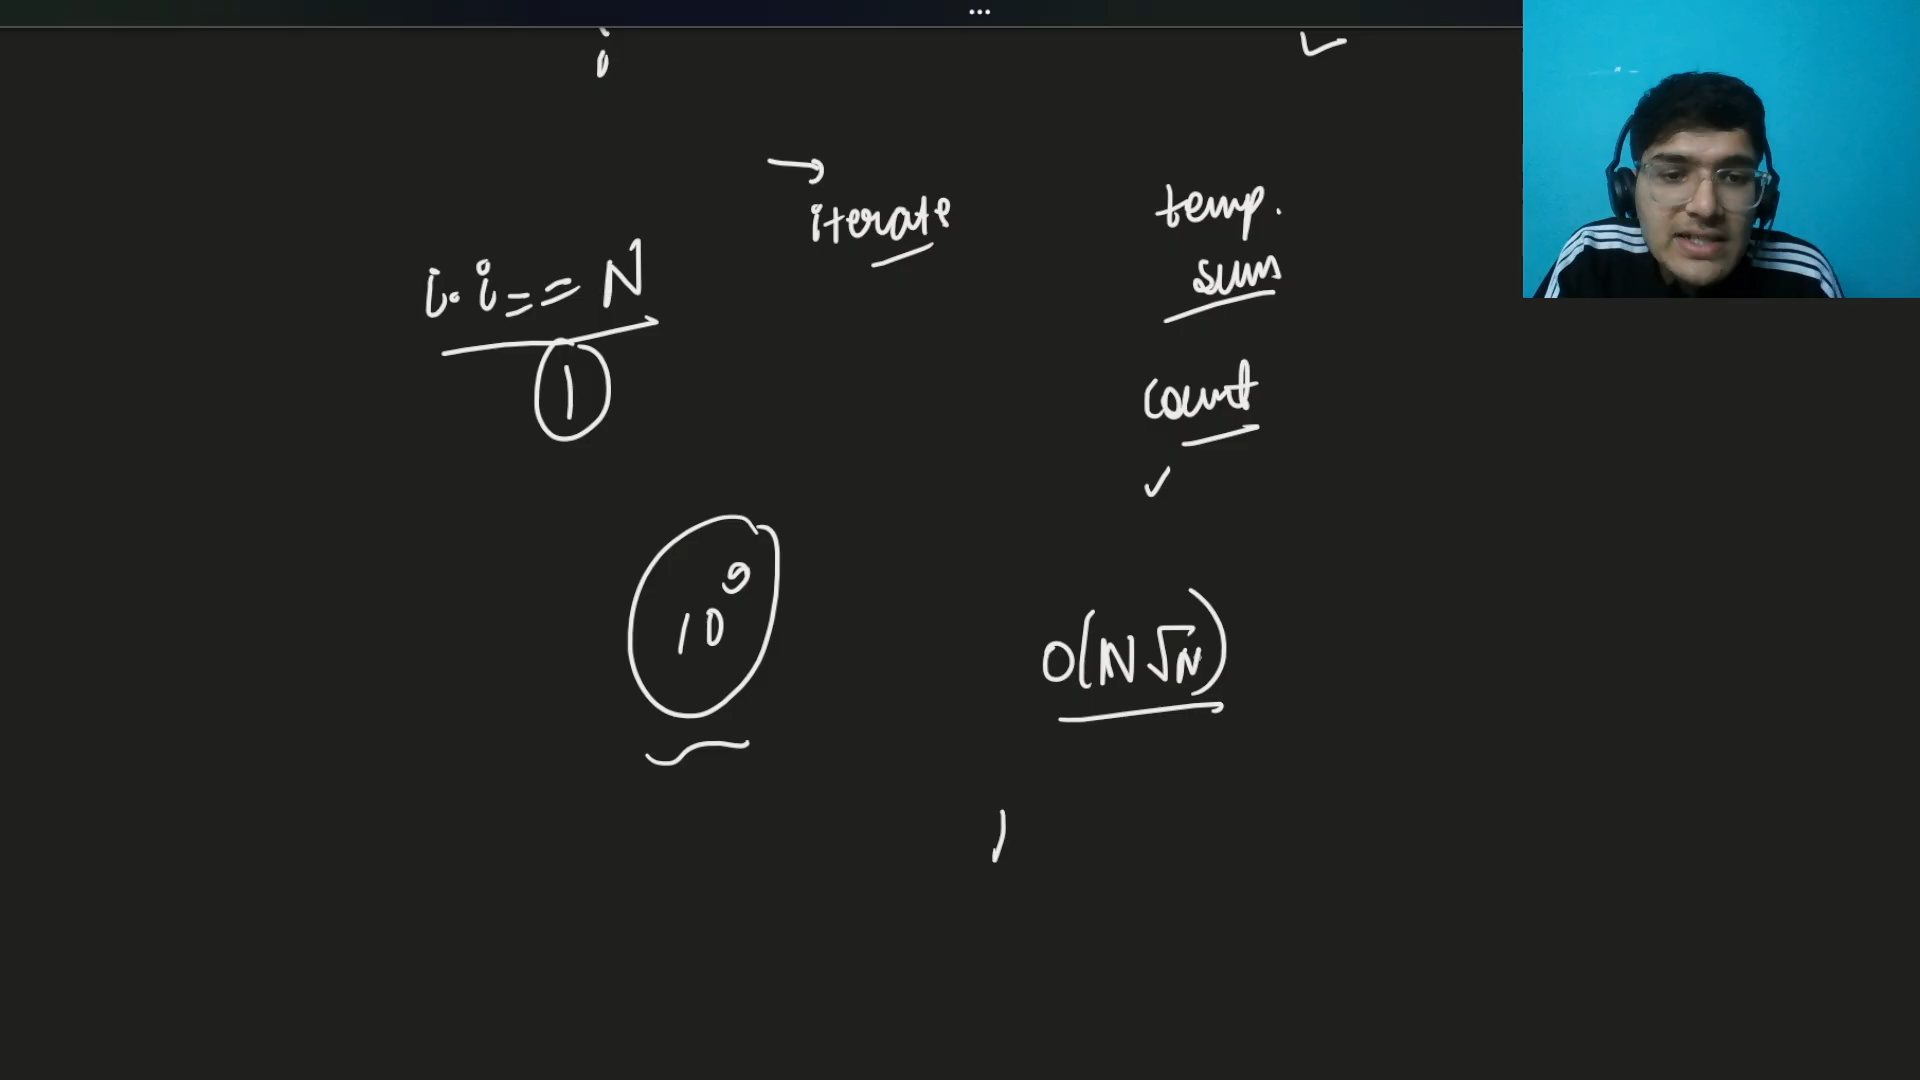 i
→
iterate
temp.
sum
i.i == N
1
count
✓
10^9
O(N√N)